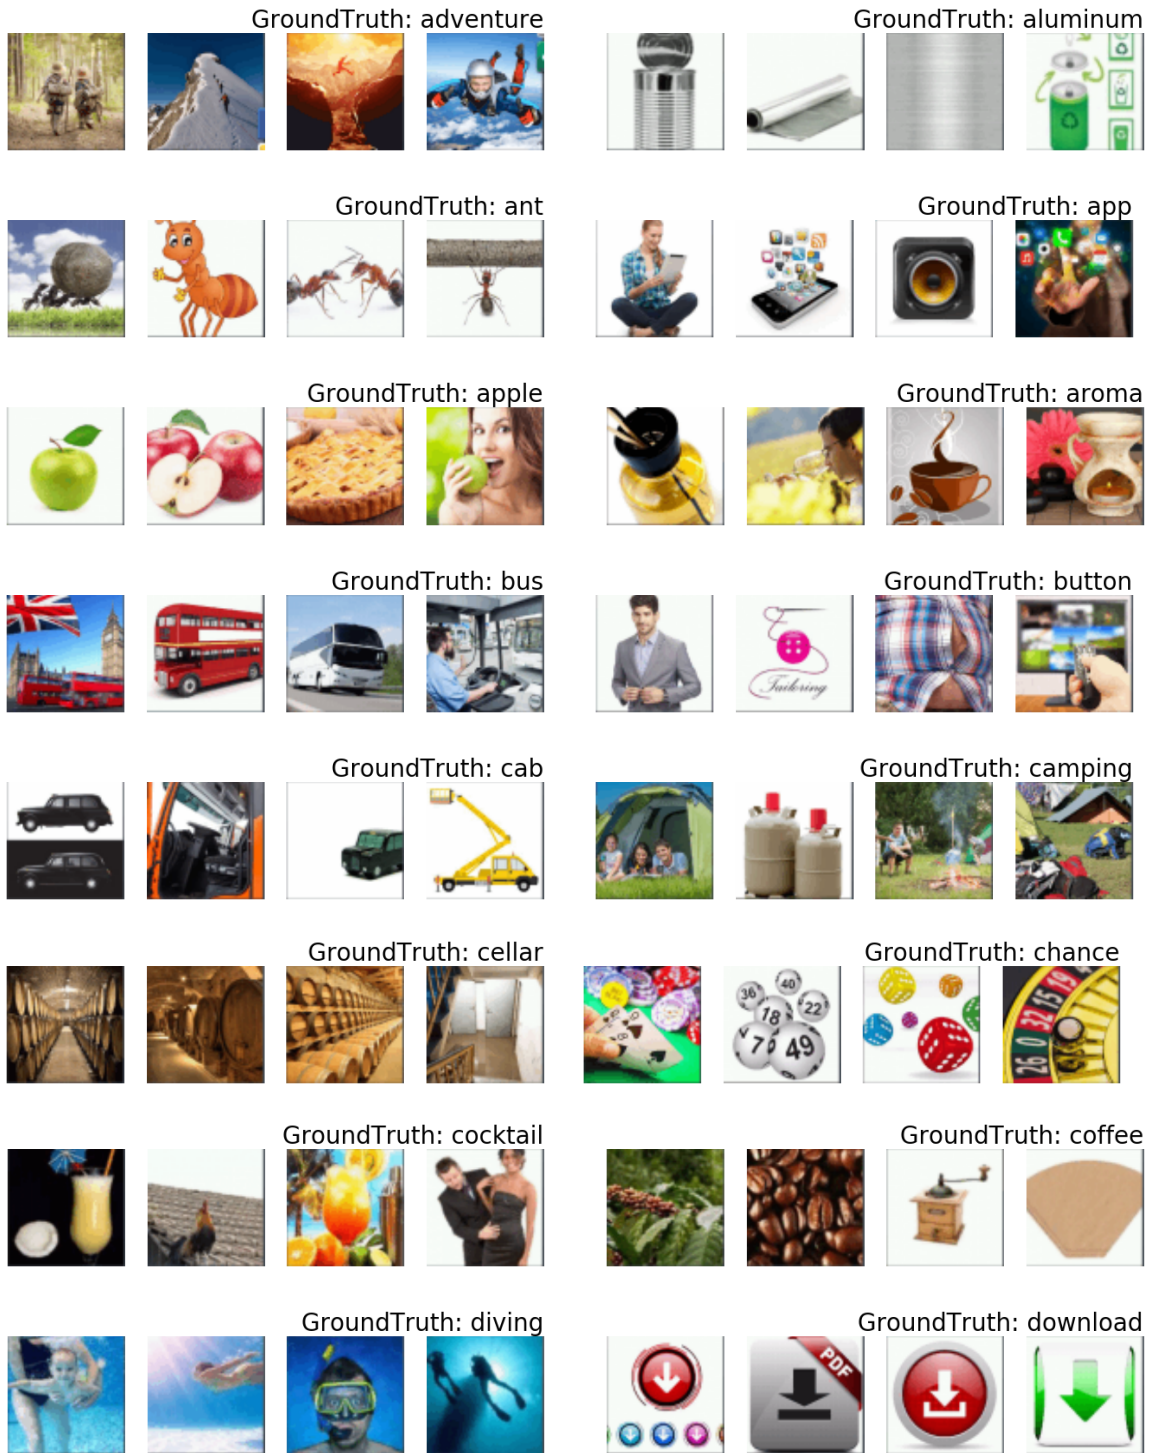 GroundTruth: adventure
GroundTruth: aluminum
GroundTruth: ant
GroundTruth: app
GroundTruth: apple
GroundTruth: aroma
GroundTruth: bus
GroundTruth: button
Tailoring
GroundTruth: cab
GroundTruth: camping
GroundTruth: cellar
GroundTruth: chance
36
40
18
22
7
9
49
26 0 32 15 19
GroundTruth: cocktail
GroundTruth: coffee
GroundTruth: diving
GroundTruth: download
PDF